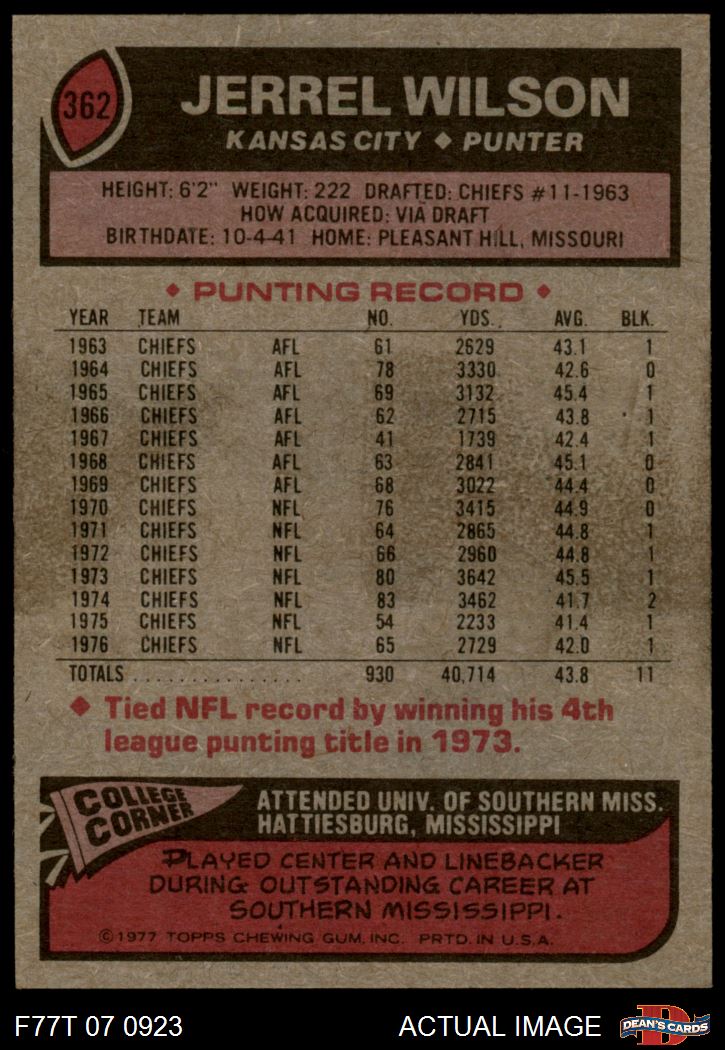 362
JERREL WILSON
KANSAS CITY ◆ PUNTER
HEIGHT: 6'2" WEIGHT: 222 DRAFTED: CHIEFS #11-1963
HOW ACQUIRED: VIA DRAFT
BIRTHDATE: 10-4-41 HOME: PLEASANT HILL, MISSOURI
◆ PUNTING RECORD ◆
YEAR TEAM NO. YDS. AVG. BLK.
1963 CHIEFS AFL 61 2629 43.1 1
1964 CHIEFS AFL 78 3330 42.6 0
1965 CHIEFS AFL 69 3132 45.4 1
1966 CHIEFS AFL 62 2715 43.8 1
1967 CHIEFS AFL 41 1739 42.4 1
1968 CHIEFS AFL 63 2841 45.1 0
1969 CHIEFS AFL 68 3022 44.4 0
1970 CHIEFS NFL 76 3415 44.9 0
1971 CHIEFS NFL 64 2865 44.8 1
1972 CHIEFS NFL 66 2960 44.8 1
1973 CHIEFS NFL 80 3642 45.5 1
1974 CHIEFS NFL 83 3462 41.7 2
1975 CHIEFS NFL 54 2233 41.4 1
1976 CHIEFS NFL 65 2729 42.0 1
TOTALS ................ 930 40,714 43.8 11
◆ Tied NFL record by winning his 4th
league punting title in 1973.
COLLEGE
CORNER
ATTENDED UNIV. OF SOUTHERN MISS.
HATTIESBURG, MISSISSIPPI
PLAYED CENTER AND LINEBACKER
DURING OUTSTANDING CAREER AT
SOUTHERN MISSISSIPPI.
©1977 TOPPS CHEWING GUM, INC. PRTD. IN U.S.A.
F77T 07 0923 ACTUAL IMAGE
D
DEAN'S CARDS